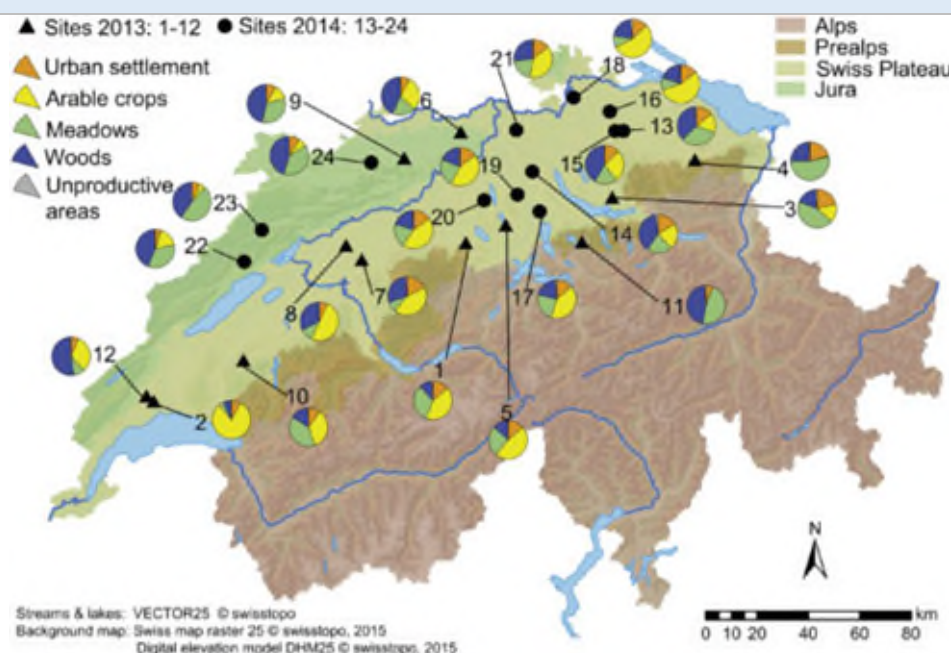 Sites 2013: 1-12
Sites 2014: 13-24
Urban settlement
Arable crops
Meadows
Woods
Unproductive
areas
Alps
Prealps
Swiss Plateau
Jura
21
18
9
6
16
13
24
19
15
4
23
20
3
22
14
8
7
17
11
12
1
10
5
2
N
km
0 10 20 40 60 80
Streams & lakes: VECTOR25 © swisstopo
Background map: Swiss map raster 25 © swisstopo, 2015
Digital elevation model DHM25 © swisstopo, 2015